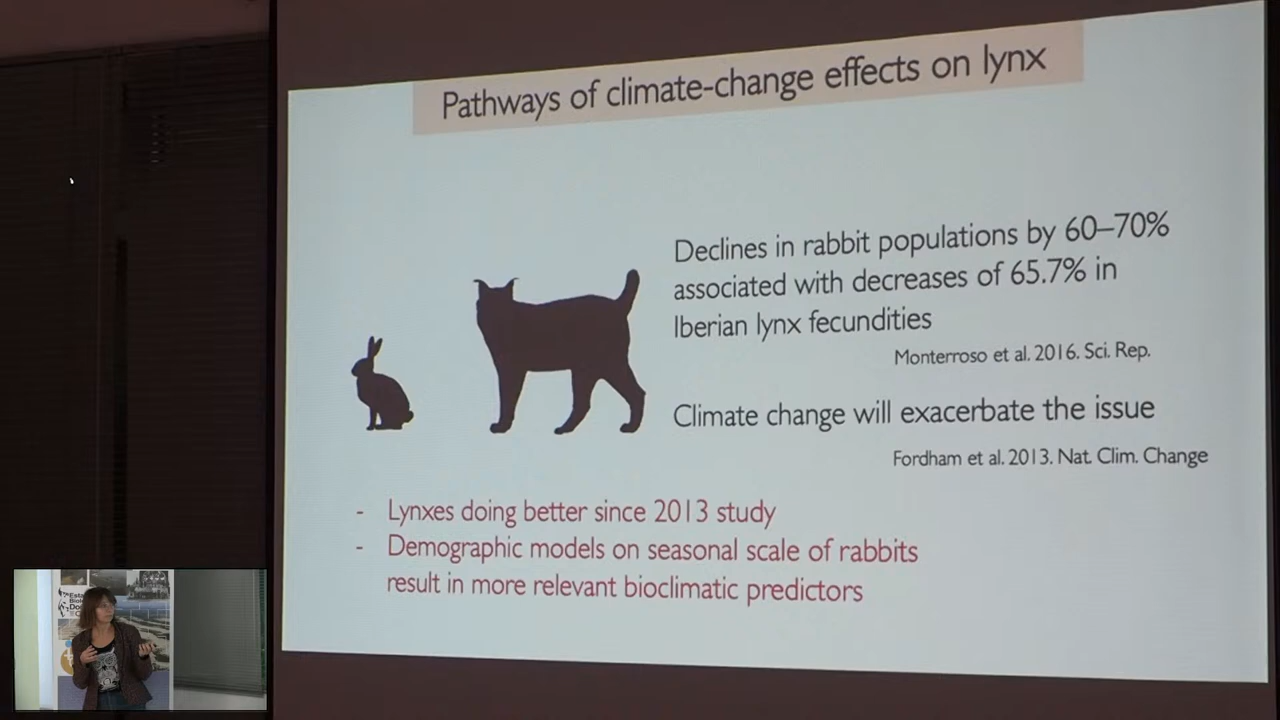 Pathways of climate-change effects on lynx
Declines in rabbit populations by 60–70%
associated with decreases of 65.7% in
Iberian lynx fecundities
Monterroso et al. 2016. Sci. Rep.
Climate change will exacerbate the issue
Fordham et al. 2013. Nat. Clim. Change
- Lynxes doing better since 2013 study
- Demographic models on seasonal scale of rabbits
result in more relevant bioclimatic predictors